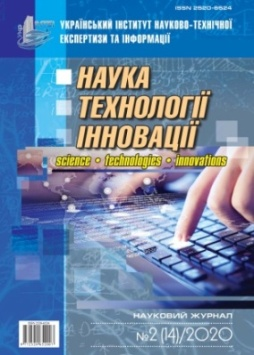 ISSN 2520-6524
УКРАЇНСЬКИЙ ІНСТИТУТ НАУКОВО-ТЕХНІЧНОЇ
ЕКСПЕРТИЗИ ТА ІНФОРМАЦІЇ
НАУКА
ТЕХНОЛОГІЇ
ІННОВАЦІЇ
science • technologies • innovations
НАУКОВИЙ ЖУРНАЛ
№2 (14)/2020